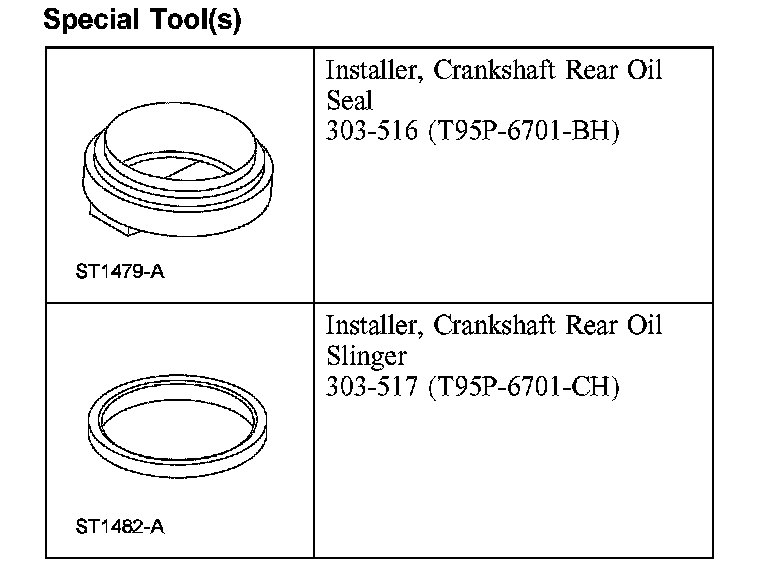 Special Tool(s)
Installer, Crankshaft Rear Oil
Seal
303-516 (T95P-6701-BH)
ST1479-A
Installer, Crankshaft Rear Oil
Slinger
303-517 (T95P-6701-CH)
ST1482-A